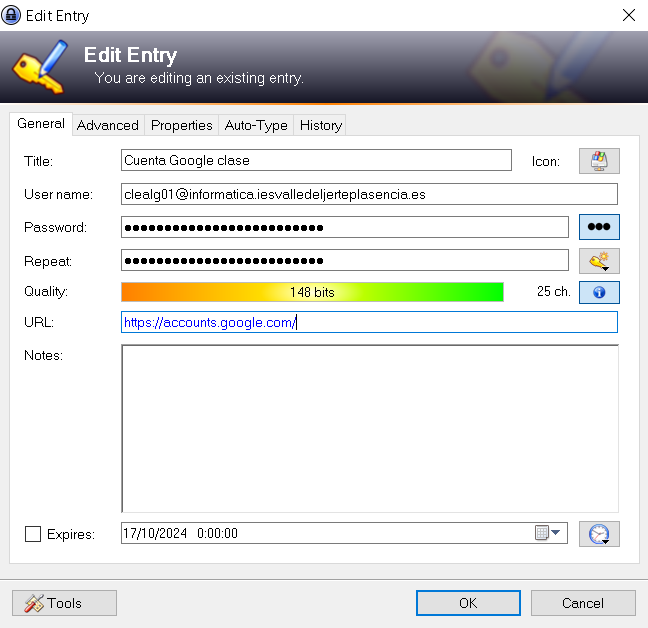 Edit Entry
Edit Entry
You are editing an existing entry.
General Advanced Properties Auto-Type History
Title: Cuenta Google clase Icon:
User name: clealg01@informatica.iesvalledeljerteplasencia.es
Password: ●●●●●●●●●●●●●●●●●●●●●●●●● ●●●
Repeat: ●●●●●●●●●●●●●●●●●●●●●●●●●
Quality: 148 bits 25 ch.
URL: https://accounts.google.com/
Notes:
Expires: 17/10/2024 0:00:00
Tools OK Cancel